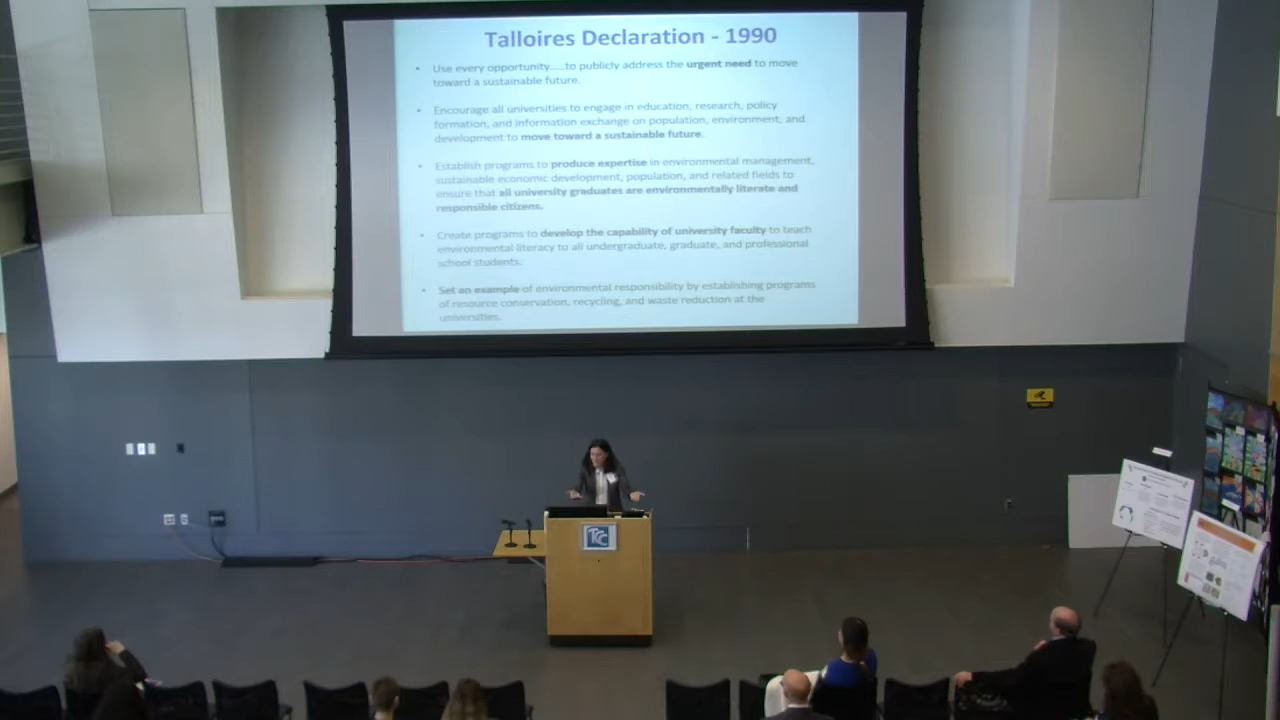 Talloires Declaration - 1990
• Use every opportunity.....to publicly address the urgent need to move
toward a sustainable future.
• Encourage all universities to engage in education, research, policy
formation, and information exchange on population, environment, and
development to move toward a sustainable future.
• Establish programs to produce expertise in environmental management,
sustainable economic development, population, and related fields to
ensure that all university graduates are environmentally literate and
responsible citizens.
• Create programs to develop the capability of university faculty to teach
environmental literacy to all undergraduate, graduate, and professional
school students.
• Set an example of environmental responsibility by establishing programs
of resource conservation, recycling, and waste reduction at the
universities.
TCC